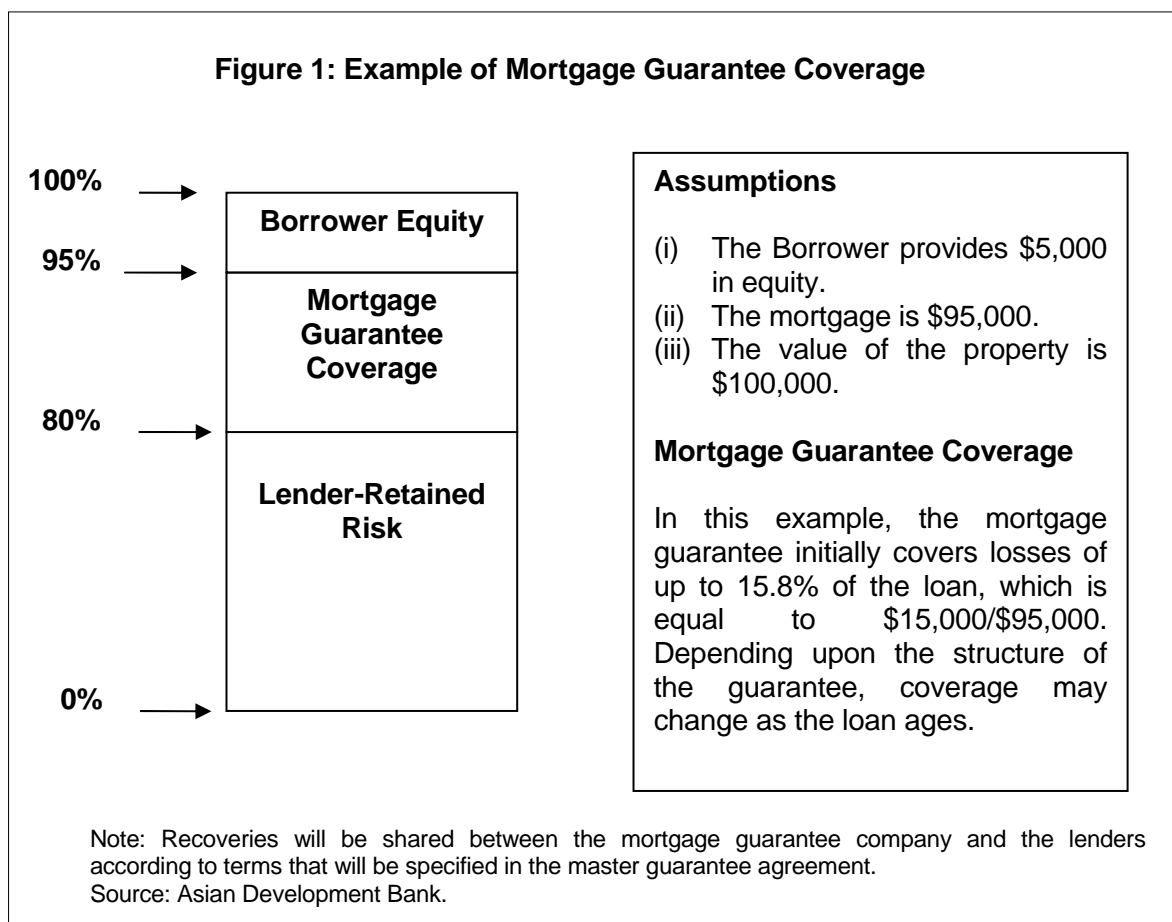 Figure 1: Example of Mortgage Guarantee Coverage
100%
Borrower Equity
95%
Mortgage
Guarantee
Coverage
80%
Lender-Retained
Risk
0%
Assumptions
(i) The Borrower provides $5,000
in equity.
(ii) The mortgage is $95,000.
(iii) The value of the property is
$100,000.
Mortgage Guarantee Coverage
In this example, the mortgage
guarantee initially covers losses of
up to 15.8% of the loan, which is
equal to $15,000/$95,000.
Depending upon the structure of
the guarantee, coverage may
change as the loan ages.
Note: Recoveries will be shared between the mortgage guarantee company and the lenders
according to terms that will be specified in the master guarantee agreement.
Source: Asian Development Bank.